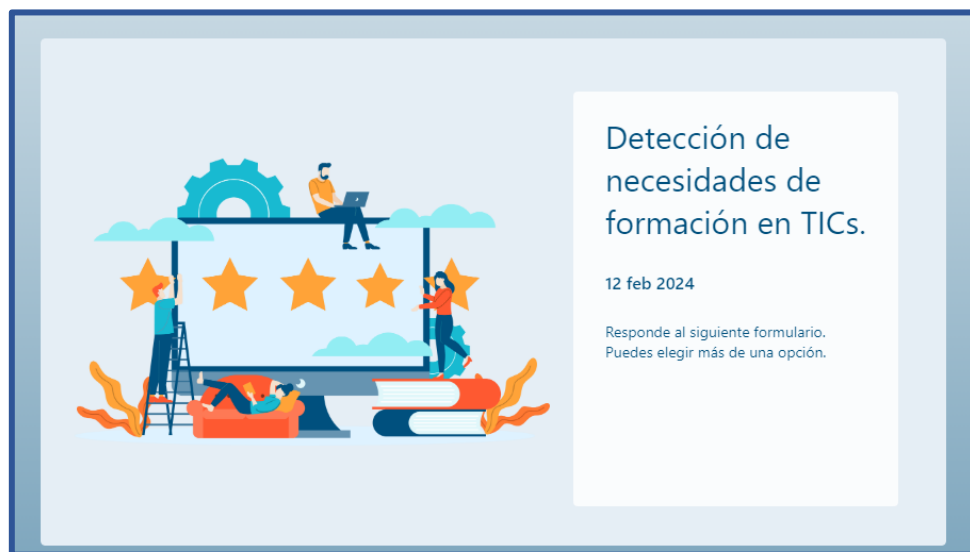 Detección de
necesidades de
formación en TICs.
12 feb 2024
Responde al siguiente formulario.
Puedes elegir más de una opción.